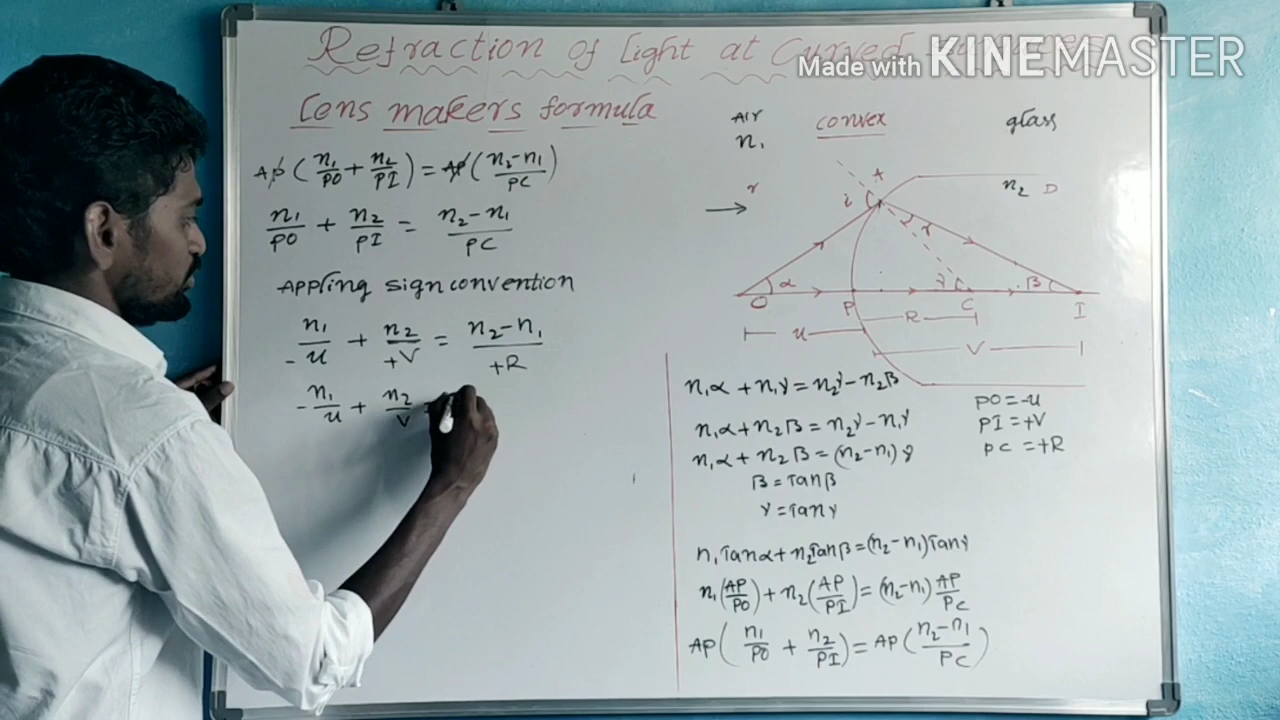 Refraction of light at Curved
Made with KINEMASTER
Lens makers formula
AP (n₁/PO + n₂/PI) = AP (n₂-n₁/PC)
n₁/PO + n₂/PI = n₂-n₁/PC
Appling sign convention
n₁/-u + n₂/+V = n₂-n₁/+R
-n₁/u + n₂/V
AIr
n₁
convex
glass
r
A
i
n₂ D
r
α
γ
β
O
P
C
I
R
u
V
n₁α + n₁γ = n₂γ - n₂β
n₁α + n₂β = n₂γ - n₁γ
n₁α + n₂β = (n₂-n₁) γ
β = Tanβ
γ = Tanγ
n₁Tanα + n₂Tanβ = (n₂-n₁)Tanγ
n₁(AP/PO) + n₂(AP/PI) = (n₂-n₁) AP/PC
AP (n₁/PO + n₂/PI) = AP (n₂-n₁/PC)
PO = -u
PI = +V
PC = +R